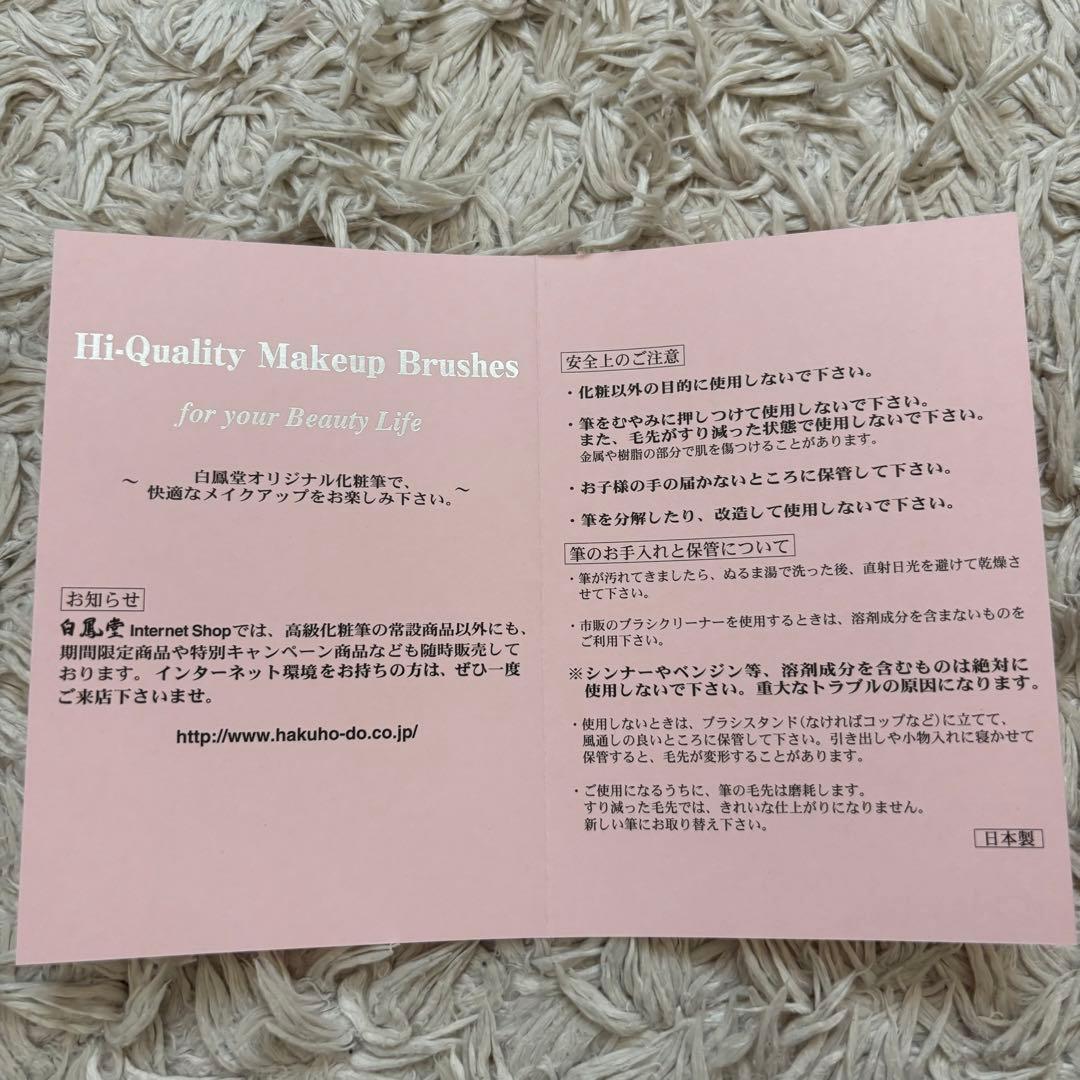 Hi-Quality Makeup Brushes
for your Beauty Life
～ 白鳳堂オリジナル化粧筆で、
快適なメイクアップをお楽しみ下さい。～
お知らせ
白鳳堂 Internet Shopでは、高級化粧筆の常設商品以外にも、
期間限定商品や特別キャンペーン商品なども随時販売して
おります。インターネット環境をお持ちの方は、ぜひ一度
ご来店下さいませ。
http://www.hakuho-do.co.jp/
安全上のご注意
・化粧以外の目的に使用しないで下さい。
・筆をむやみに押しつけて使用しないで下さい。
また、毛先がすり減った状態で使用しないで下さい。
金属や樹脂の部分で肌を傷つけることがあります。
・お子様の手の届かないところに保管して下さい。
・筆を分解したり、改造して使用しないで下さい。
筆のお手入れと保管について
・筆が汚れてきましたら、ぬるま湯で洗った後、直射日光を避けて乾燥さ
せて下さい。
・市販のブラシクリーナーを使用するときは、溶剤成分を含まないものを
ご利用下さい。
※シンナーやベンジン等、溶剤成分を含むものは絶対に
使用しないで下さい。重大なトラブルの原因になります。
・使用しないときは、ブラシスタンド（なければコップなど）に立てて、
風通しの良いところに保管して下さい。引き出しや小物入れに寝かせて
保管すると、毛先が変形することがあります。
・ご使用になるうちに、筆の毛先は磨耗します。
すり減った毛先では、きれいな仕上がりになりません。
新しい筆にお取り替え下さい。
日本製